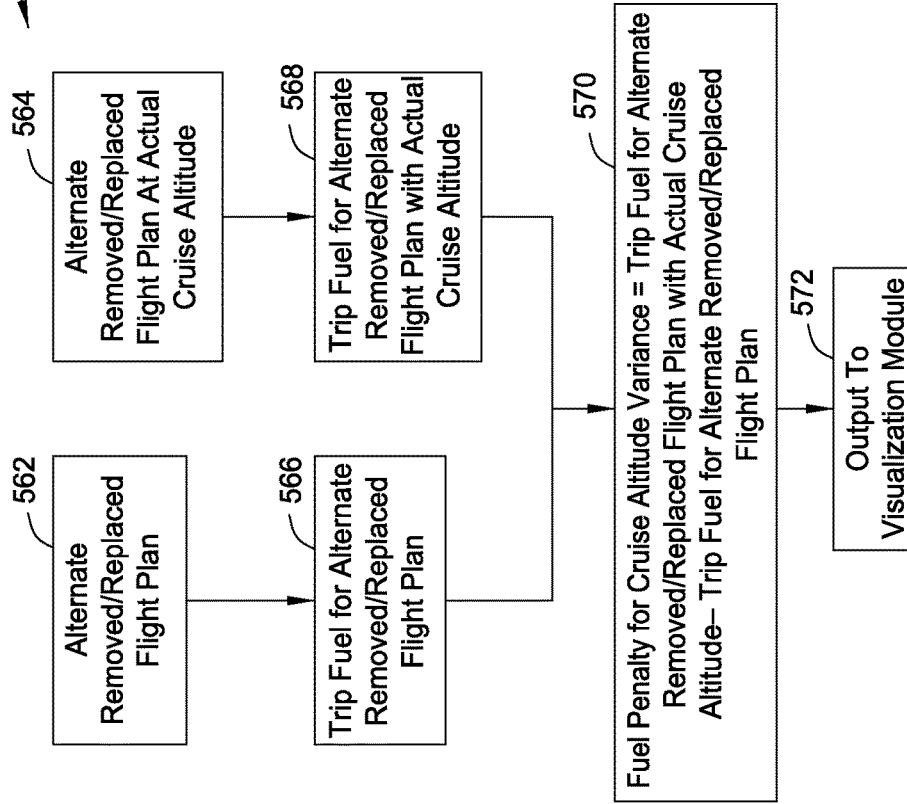 562
Alternate
Removed/Replaced
Flight Plan
564
Alternate
Removed/Replaced
Flight Plan At Actual
Cruise Altitude
566
Trip Fuel for Alternate
Removed/Replaced
Flight Plan
568
Trip Fuel for Alternate
Removed/Replaced
Flight Plan with Actual
Cruise Altitude
570
Fuel Penalty for Cruise Altitude Variance = Trip Fuel for Alternate
Removed/Replaced Flight Plan with Actual Cruise
Altitude– Trip Fuel for Alternate Removed/Replaced
Flight Plan
572
Output To
Visualization Module